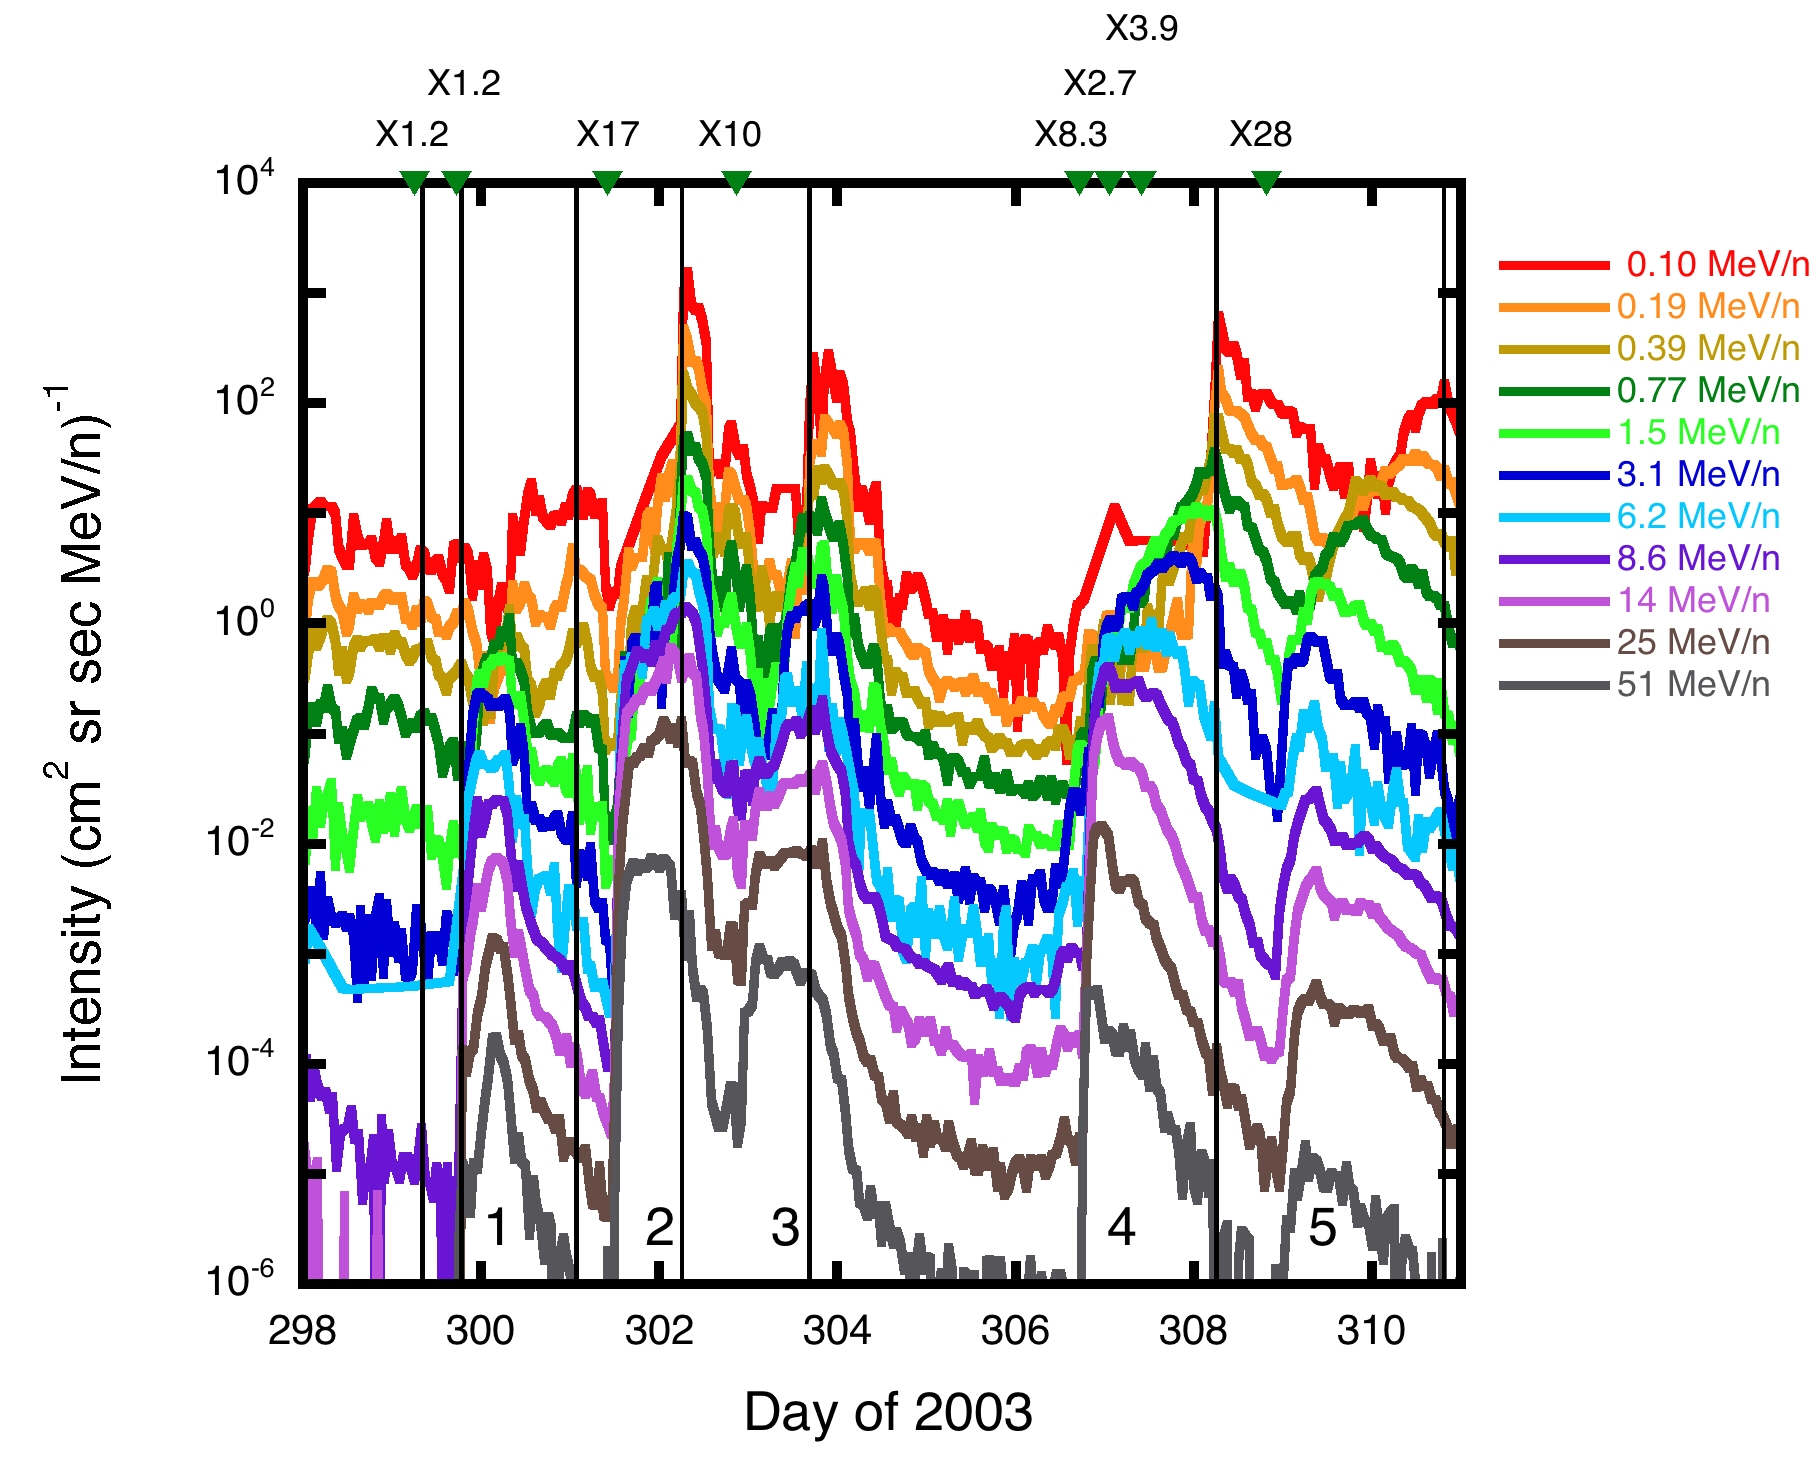 X3.9
X1.2 X2.7
X1.2 X17 X10 X8.3 X28
10^4
10^2
10^0
10^-2
10^-4
10^-6
Intensity (cm^2 sr sec MeV/n)^-1
0.10 MeV/n
0.19 MeV/n
0.39 MeV/n
0.77 MeV/n
1.5 MeV/n
3.1 MeV/n
6.2 MeV/n
8.6 MeV/n
14 MeV/n
25 MeV/n
51 MeV/n
1 2 3 4 5
298 300 302 304 306 308 310
Day of 2003